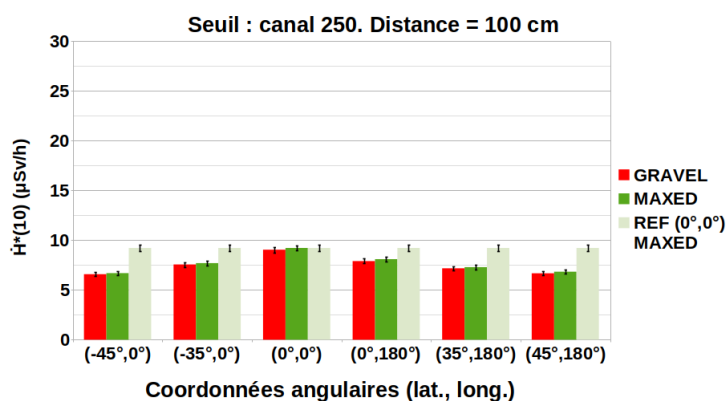 Seuil : canal 250. Distance = 100 cm
30
25
20
15
10
5
0
Ḣ*(10) (µSv/h)
(-45°,0°) (-35°,0°) (0°,0°) (0°,180°) (35°,180°) (45°,180°)
Coordonnées angulaires (lat., long.)
GRAVEL
MAXED
REF (0°,0°)
MAXED